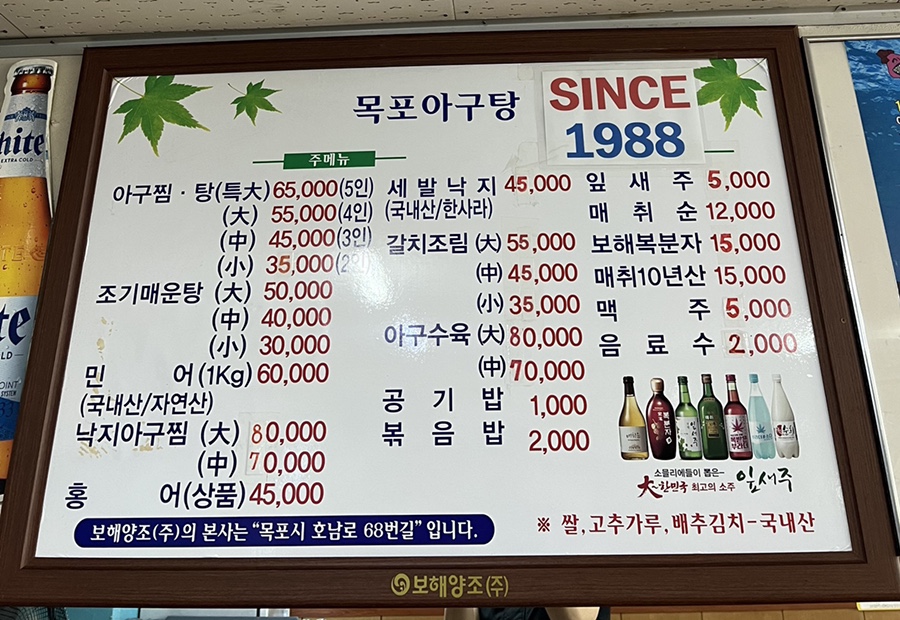 목포아구탕
SINCE
1988
주메뉴
아구찜 · 탕(特大) 65,000(5인)
(大) 55,000(4인)
(中) 45,000(3인)
(小) 35,000(2인)
조기매운탕 (大) 50,000
(中) 40,000
(小) 30,000
민 어(1Kg) 60,000
(국내산/자연산)
낙지아구찜 (大) 80,000
(中) 70,000
홍 어(상품) 45,000
세발낙지 45,000
(국내산/한사라)
갈치조림 (大) 55,000
(中) 45,000
(小) 35,000
아구수육 (大) 80,000
(中) 70,000
공 기 밥 1,000
볶 음 밥 2,000
잎 새 주 5,000
매 취 순 12,000
보해복분자 15,000
매취10년산 15,000
맥 주 5,000
음 료 수 2,000
소믈리에들이 뽑은~
大~한민국 최고의 소주 잎새주
보해양조(주)의 본사는 "목포시 호남로 68번길" 입니다.
※ 쌀,고추가루,배추김치-국내산
보해양조(주)
hite
EXTRA COLD